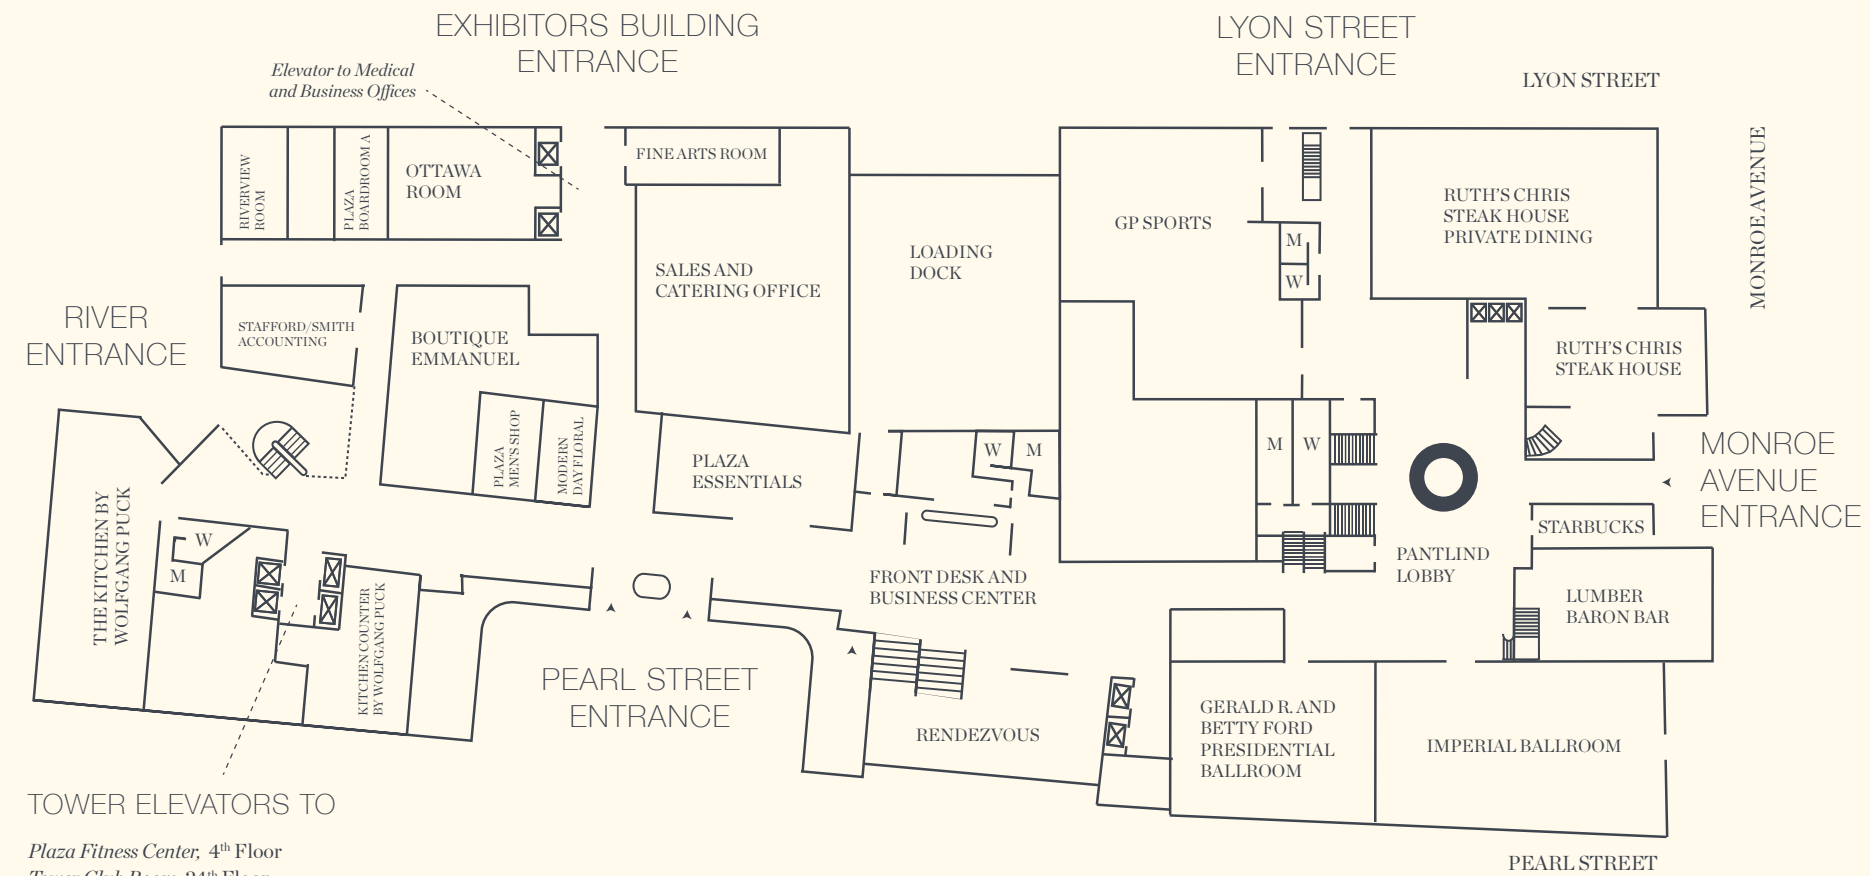 EXHIBITORS BUILDING
ENTRANCE
LYON STREET
ENTRANCE
Elevator to Medical
and Business Offices
LYON STREET
MONROE AVENUE
RIVERVIEW
ROOM
PLAZA
BOARDROOM A
OTTAWA
ROOM
FINE ARTS ROOM
SALES AND
CATERING OFFICE
LOADING
DOCK
GP SPORTS
M
W
RUTH'S CHRIS
STEAK HOUSE
PRIVATE DINING
RIVER
ENTRANCE
STAFFORD/SMITH
ACCOUNTING
BOUTIQUE
EMMANUEL
RUTH'S CHRIS
STEAK HOUSE
PLAZA
MEN'S SHOP
MODERN
DAY FLORAL
PLAZA
ESSENTIALS
W
M
M
W
MONROE
AVENUE
ENTRANCE
THE KITCHEN BY
WOLFGANG PUCK
W
M
STARBUCKS
PANTLIND
LOBBY
FRONT DESK AND
BUSINESS CENTER
KITCHEN COUNTER
BY WOLFGANG PUCK
LUMBER
BARON BAR
PEARL STREET
ENTRANCE
RENDEZVOUS
GERALD R. AND
BETTY FORD
PRESIDENTIAL
BALLROOM
IMPERIAL BALLROOM
TOWER ELEVATORS TO
Plaza Fitness Center, 4th Floor
Tower Club Room, 24th Floor
PEARL STREET